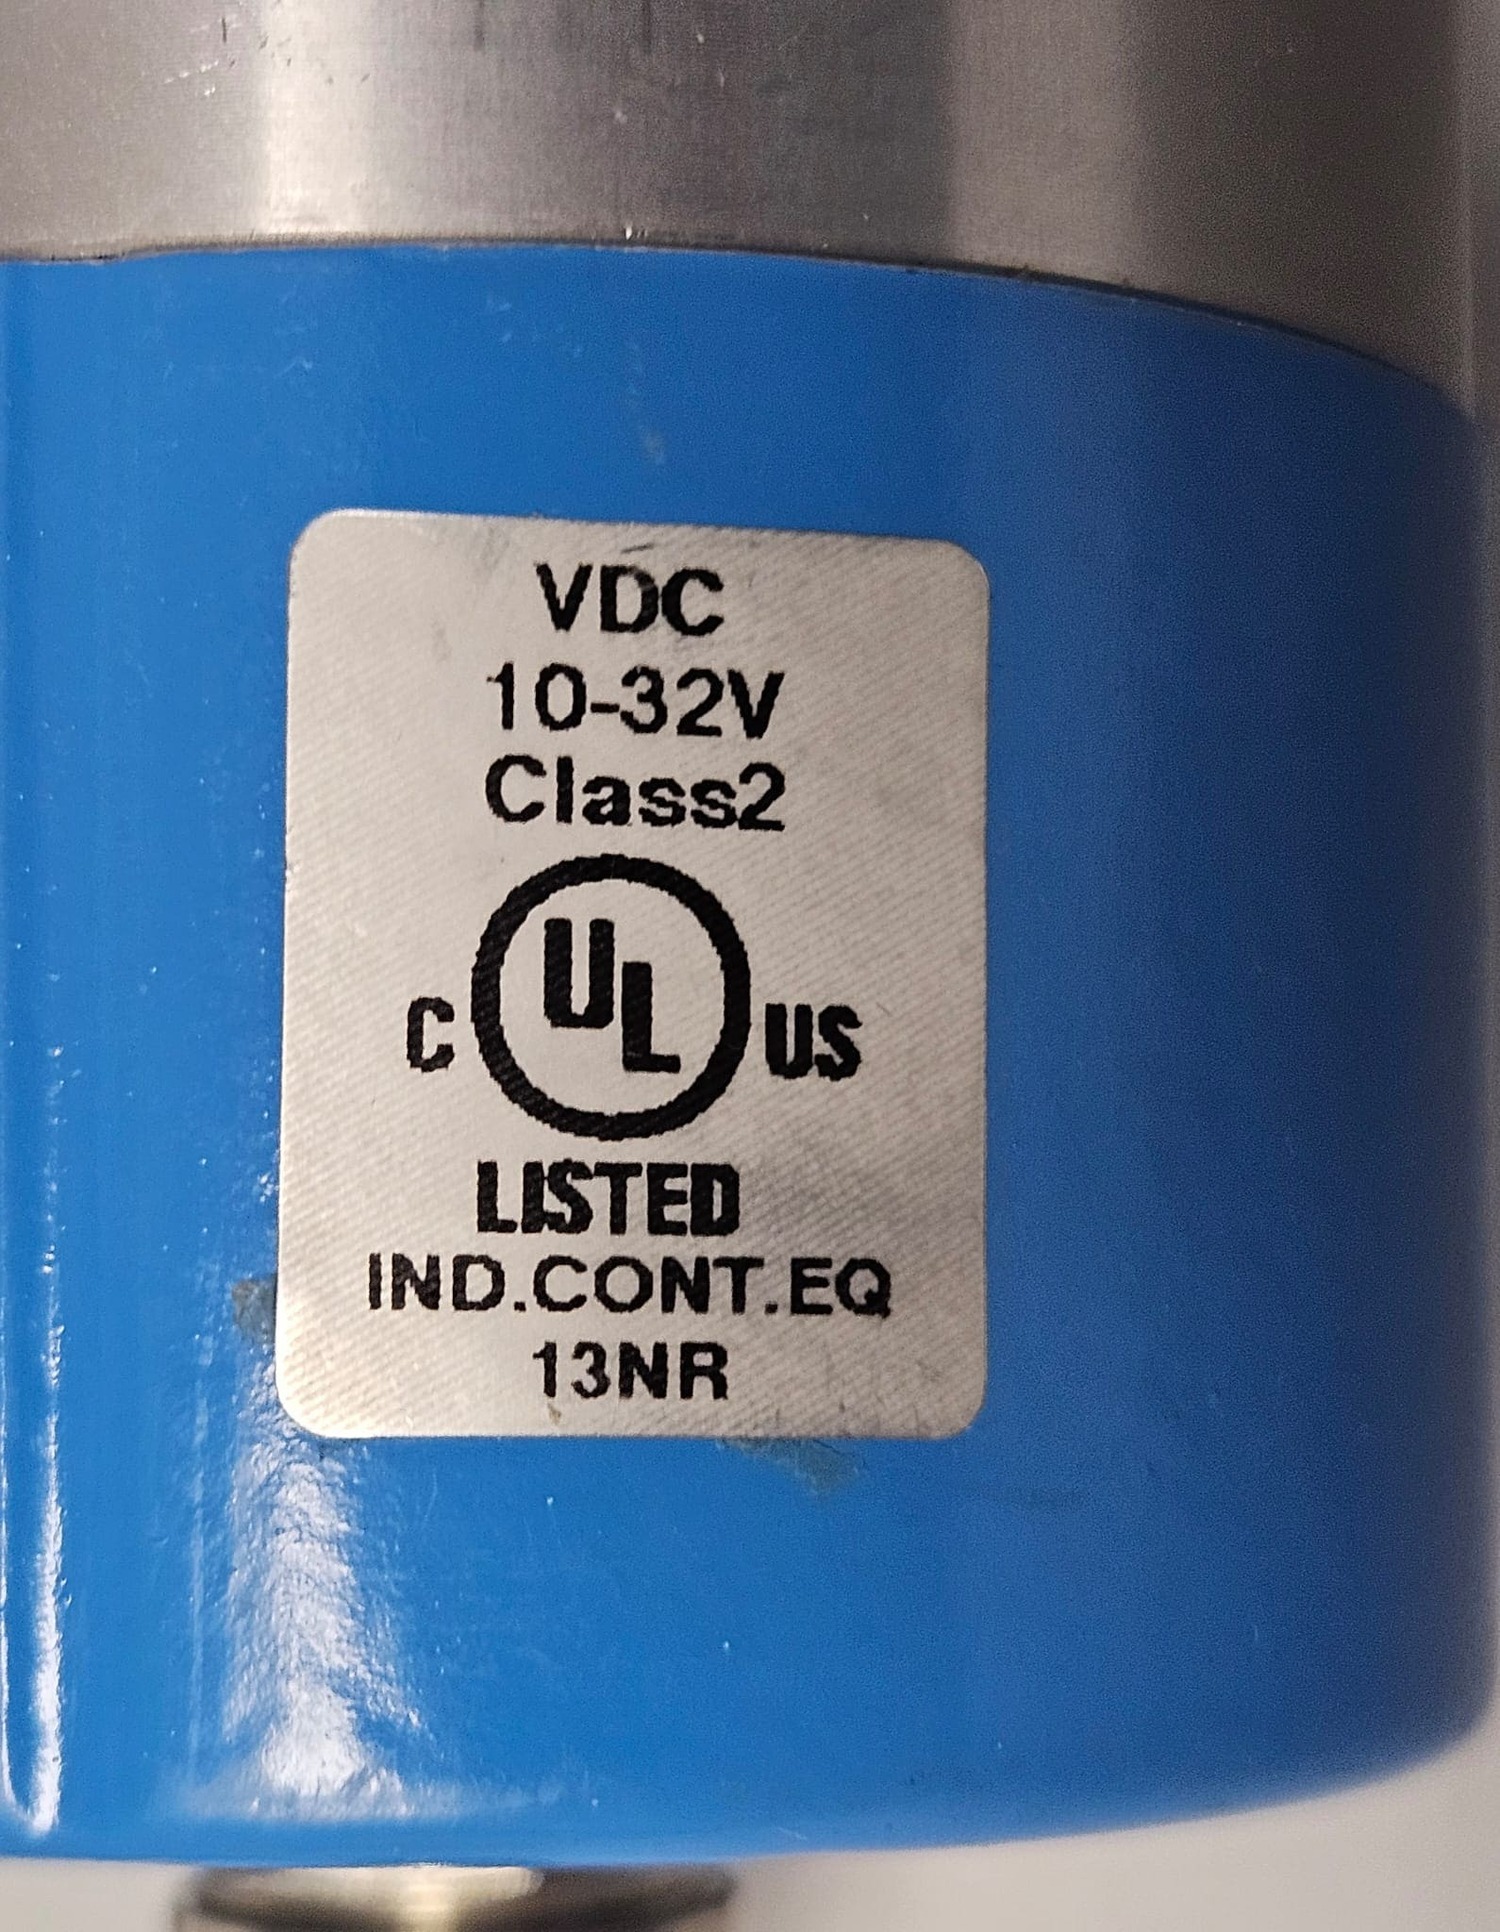 VDC
10-32V
Class2
C UL US
LISTED
IND.CONT.EQ
13NR